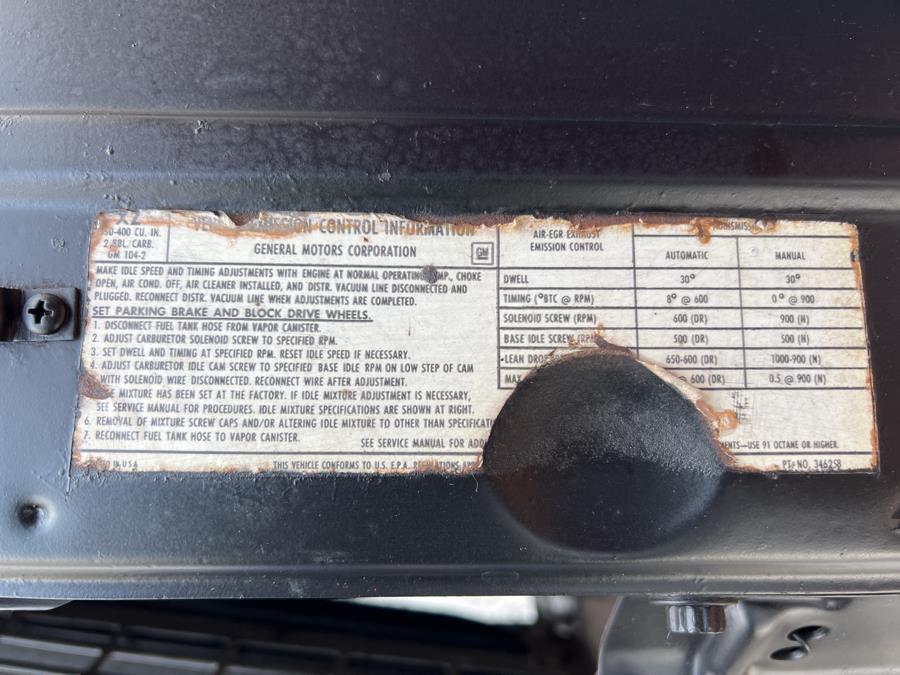 CONTROL INFORMATION
50-400 CU. IN.
2 BBL. CARB.
GM 104-2
GENERAL MOTORS CORPORATION
GM
MAKE IDLE SPEED AND TIMING ADJUSTMENTS WITH ENGINE AT NORMAL OPERATING CHOKE
OPEN, AIR COND. OFF, AIR CLEANER INSTALLED, AND DISTR. VACUUM LINE DISCONNECTED AND
PLUGGED. RECONNECT DISTR. VACUUM LINE WHEN ADJUSTMENTS ARE COMPLETED.
SET PARKING BRAKE AND BLOCK DRIVE WHEELS.
1. DISCONNECT FUEL TANK HOSE FROM VAPOR CANISTER.
2. ADJUST CARBURETOR SOLENOID SCREW TO SPECIFIED RPM.
3. SET DWELL AND TIMING AT SPECIFIED RPM. RESET IDLE SPEED IF NECESSARY.
4. ADJUST CARBURETOR IDLE CAM SCREW TO SPECIFIED BASE IDLE RPM ON LOW STEP OF CAM
WITH SOLENOID WIRE DISCONNECTED. RECONNECT WIRE AFTER ADJUSTMENT.
MIXTURE HAS BEEN SET AT THE FACTORY. IF IDLE MIXTURE ADJUSTMENT IS NECESSARY,
SEE SERVICE MANUAL FOR PROCEDURES. IDLE MIXTURE SPECIFICATIONS ARE SHOWN AT RIGHT.
6. REMOVAL OF MIXTURE SCREW CAPS AND/OR ALTERING IDLE MIXTURE TO OTHER THAN
7. RECONNECT FUEL TANK HOSE TO VAPOR CANISTER.
SEE SERVICE MANUAL FOR
IN U.S.A.
THIS VEHICLE CONFORMS TO U.S. E.P.A. REGULATIONS
AIR-EGR EXHAUST
EMISSION CONTROL
AUTOMATIC MANUAL
DWELL 30° 30°
TIMING (°BTC @ RPM) 8° @ 600 0° @ 900
SOLENOID SCREW (RPM) 600 (DR) 900 (N)
BASE IDLE SCREW (RPM) 500 (DR) 500 (N)
LEAN 650-600 (DR) 1000-900 (N)
@ 600 (DR) 0.5 @ 900 (N)
USE 91 OCTANE OR HIGHER.
PT. NO. 346258